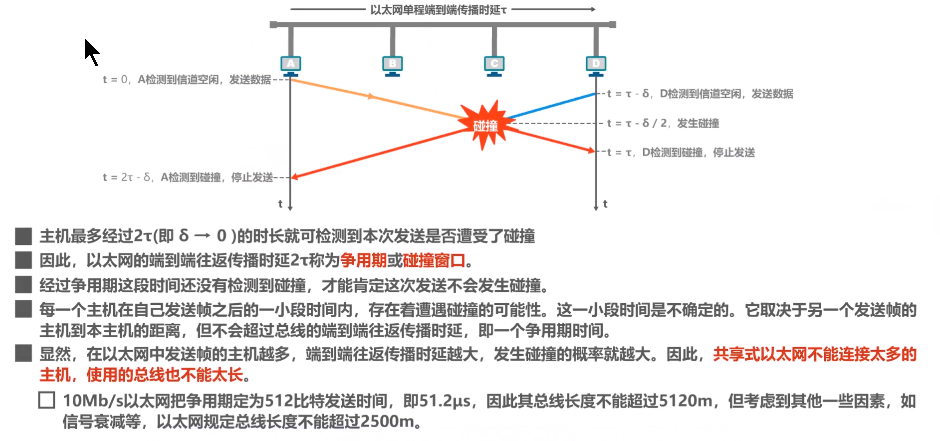 以太网单程端到端传播时延τ
A
B
C
D
t = 0，A检测到信道空闲，发送数据
t = τ - δ，D检测到信道空闲，发送数据
碰撞
t = τ - δ / 2，发生碰撞
t = τ，D检测到碰撞，停止发送
t = 2τ - δ，A检测到碰撞，停止发送
t
t
主机最多经过2τ(即 δ → 0 )的时长就可检测到本次发送是否遭受了碰撞
因此，以太网的端到端往返传播时延2τ称为争用期或碰撞窗口。
经过争用期这段时间还没有检测到碰撞，才能肯定这次发送不会发生碰撞。
每一个主机在自己发送帧之后的一小段时间内，存在着遭遇碰撞的可能性。这一小段时间是不确定的。它取决于另一个发送帧的
主机到本主机的距离，但不会超过总线的端到端往返传播时延，即一个争用期时间。
显然，在以太网中发送帧的主机越多，端到端往返传播时延越大，发生碰撞的概率就越大。因此，共享式以太网不能连接太多的
主机，使用的总线也不能太长。
10Mb/s以太网把争用期定为512比特发送时间，即51.2μs，因此其总线长度不能超过5120m，但考虑到其他一些因素，如
信号衰减等，以太网规定总线长度不能超过2500m。